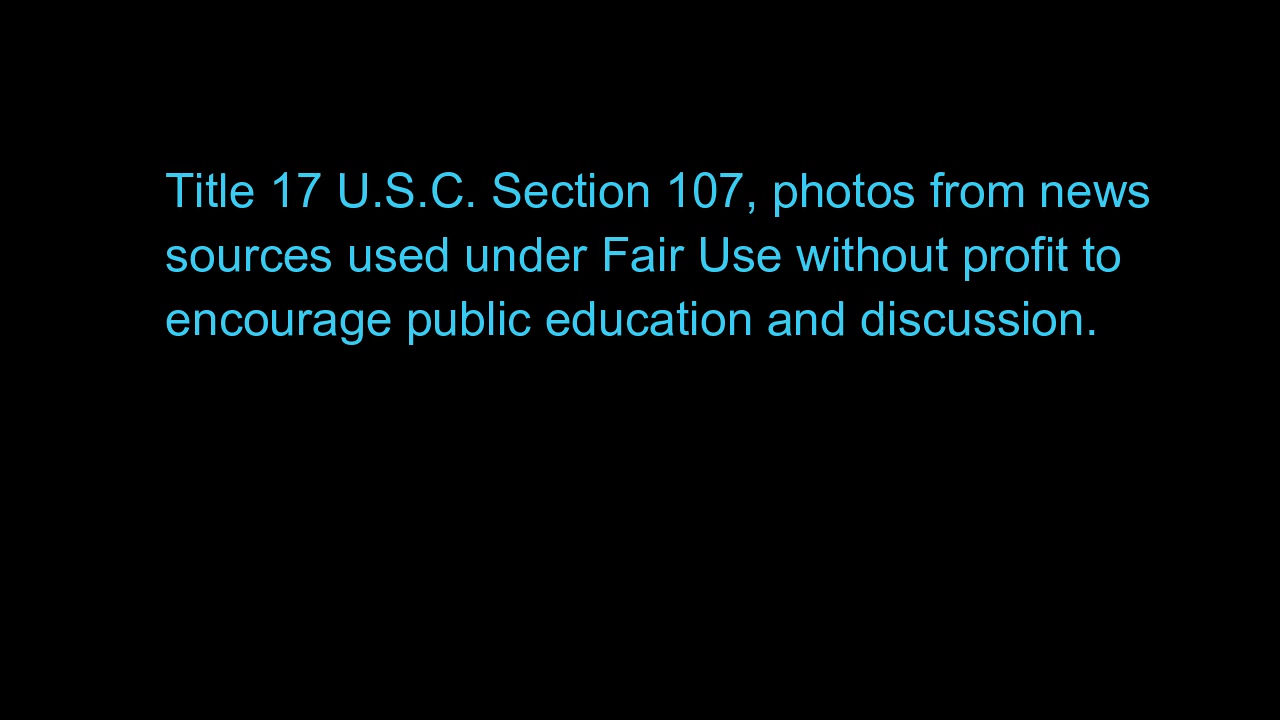 Title 17 U.S.C. Section 107, photos from news
sources used under Fair Use without profit to
encourage public education and discussion.